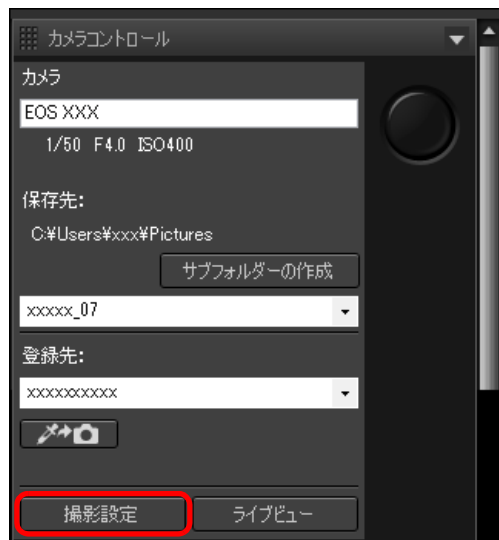 カメラコントロール
カメラ
EOS XXX
1/50 F4.0 ISO400
保存先:
C:¥Users¥xxx¥Pictures
サブフォルダーの作成
xxxxx_07
登録先:
xxxxxxxxxx
撮影設定 ライブビュー